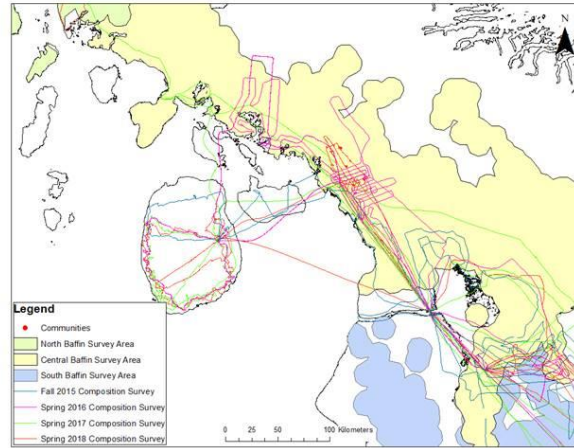 N
Legend
Communities
North Baffin Survey Area
Central Baffin Survey Area
South Baffin Survey Area
Fall 2015 Composition Survey
Spring 2016 Composition Survey
Spring 2017 Composition Survey
Spring 2018 Composition Survey
0 25 50 100 Kilometers